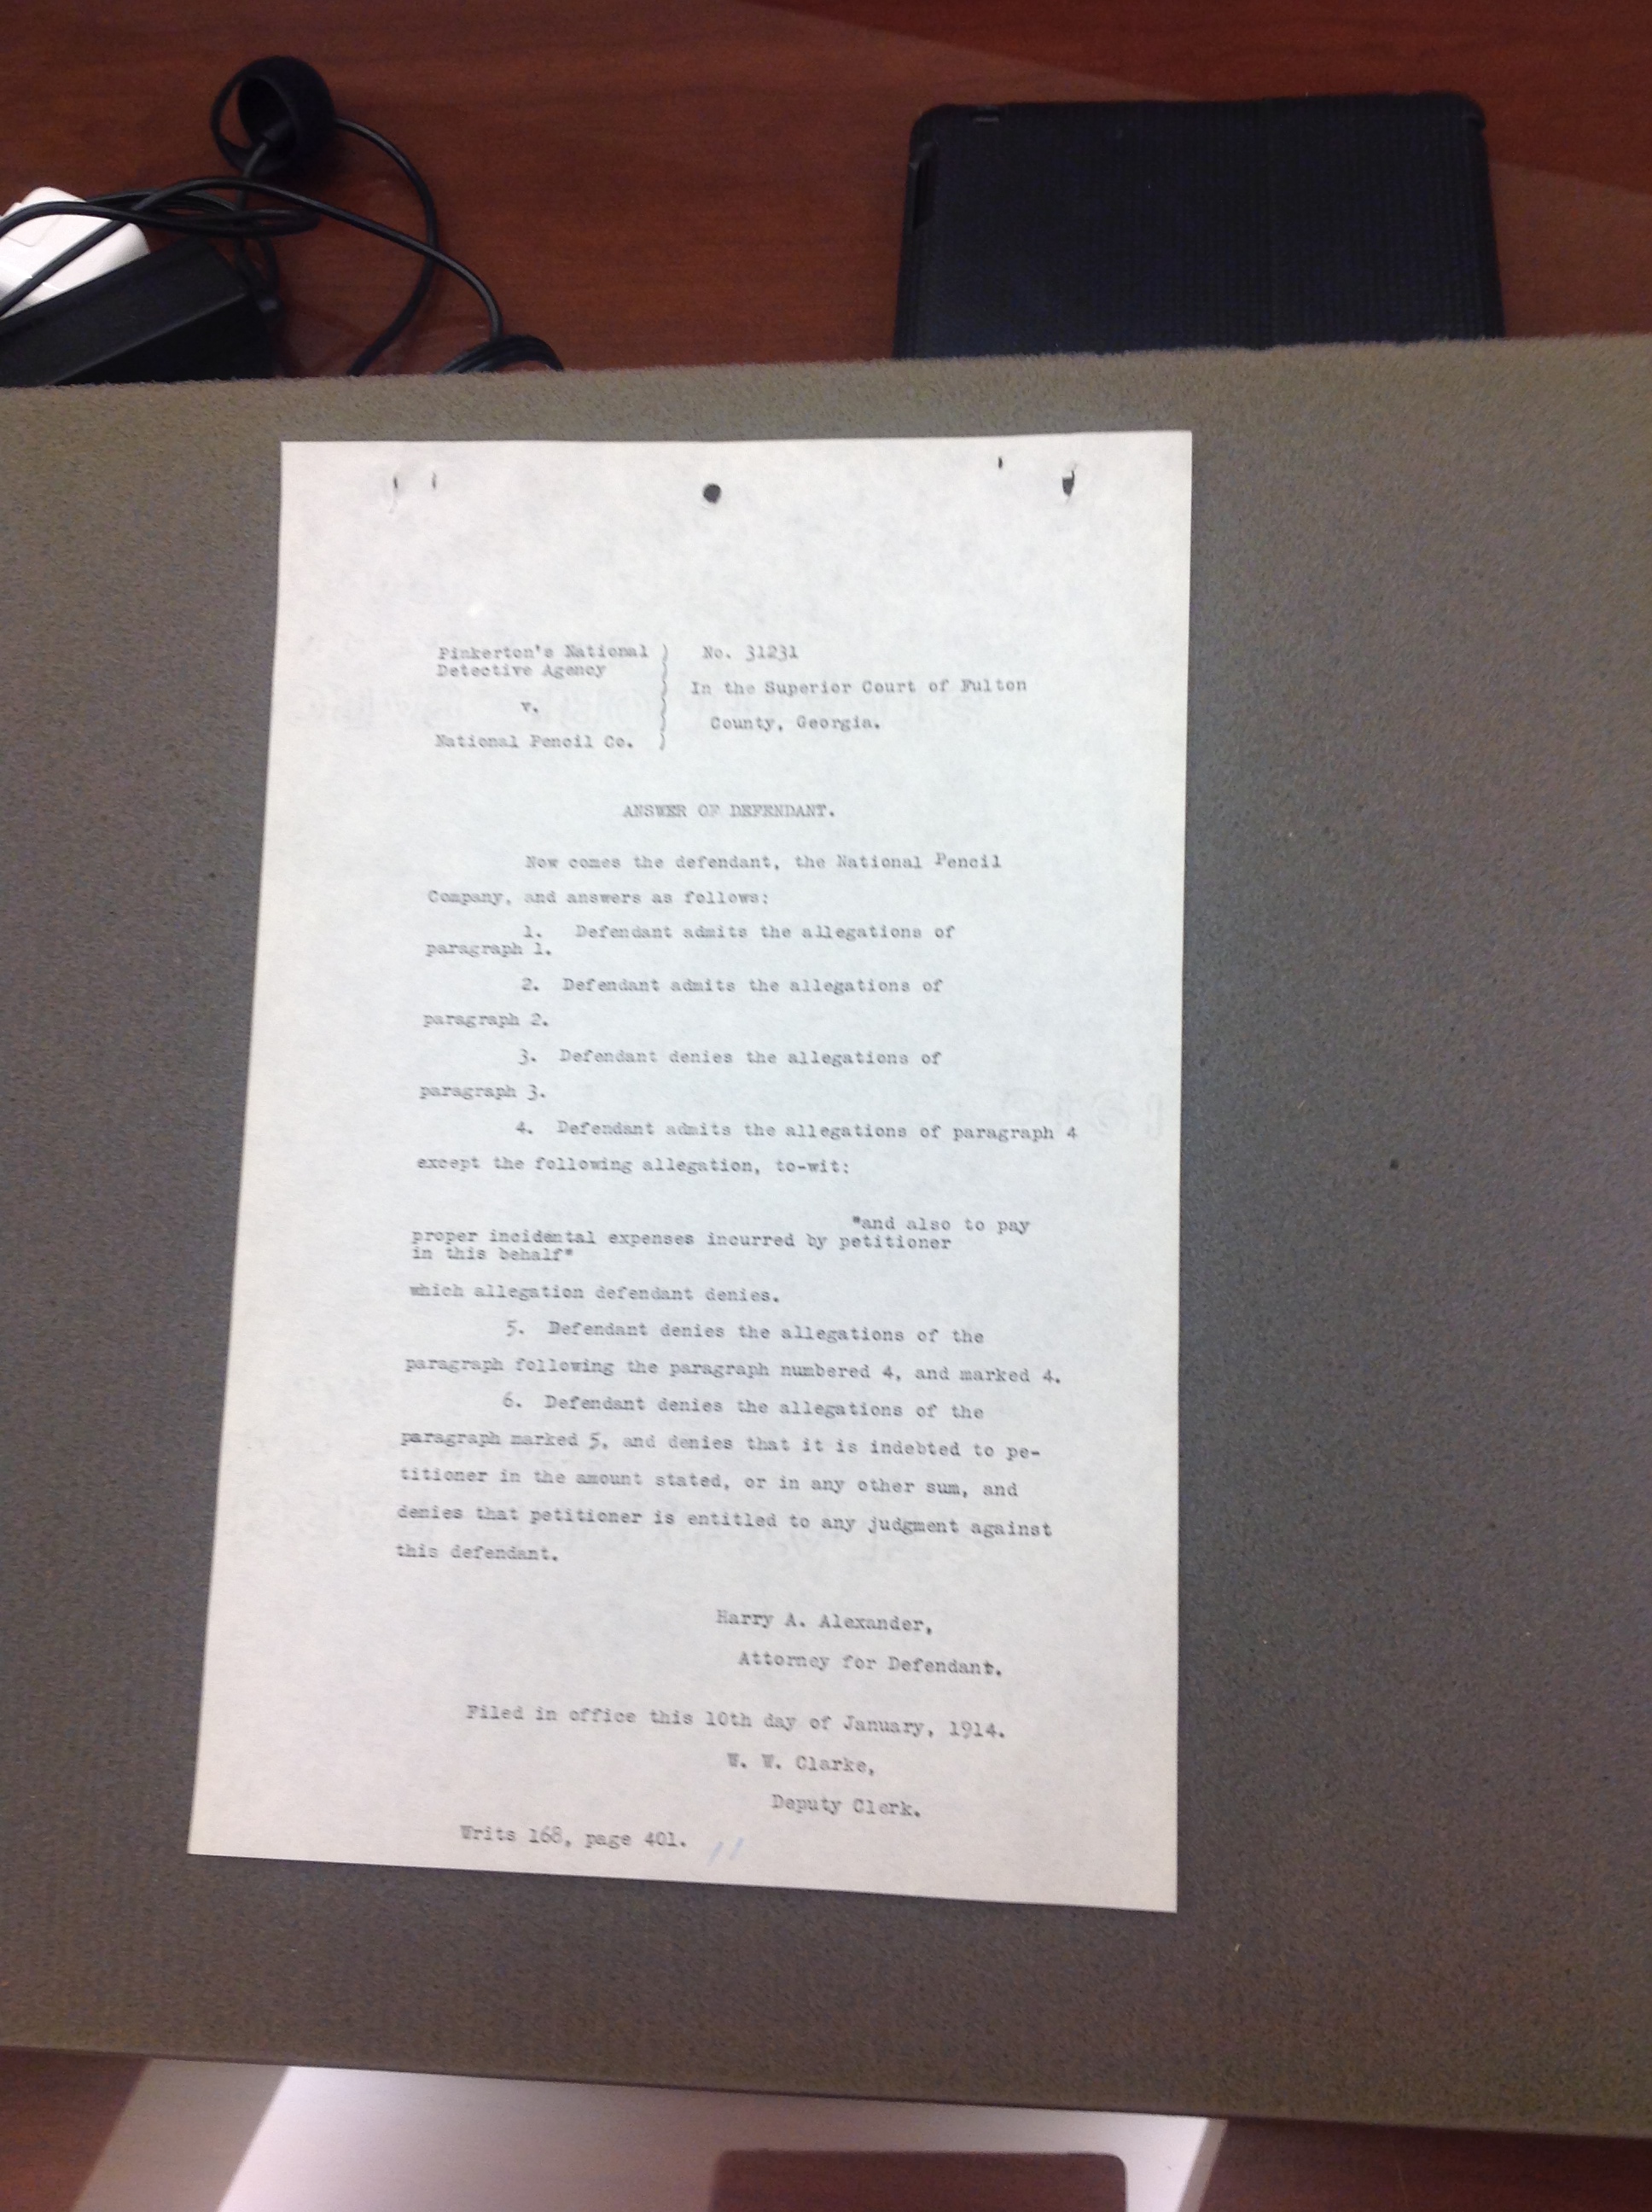 Pinkerton's National ) No. 31231
Detective Agency )
) In the Superior Court of Fulton
v. )
) County, Georgia.
National Pencil Co. )
ANSWER OF DEFENDANT.
Now comes the defendant, the National Pencil
Company, and answers as follows:
1. Defendant admits the allegations of
paragraph 1.
2. Defendant admits the allegations of
paragraph 2.
3. Defendant denies the allegations of
paragraph 3.
4. Defendant admits the allegations of paragraph 4
except the following allegation, to-wit:
"and also to pay
proper incidental expenses incurred by petitioner
in this behalf"
which allegation defendant denies.
5. Defendant denies the allegations of the
paragraph following the paragraph numbered 4, and marked 4.
6. Defendant denies the allegations of the
paragraph marked 5, and denies that it is indebted to pe-
titioner in the amount stated, or in any other sum, and
denies that petitioner is entitled to any judgment against
this defendant.
Harry A. Alexander,
Attorney for Defendant.
Filed in office this 10th day of January, 1914.
W. W. Clarke,
Deputy Clerk.
Writs 168, page 401.